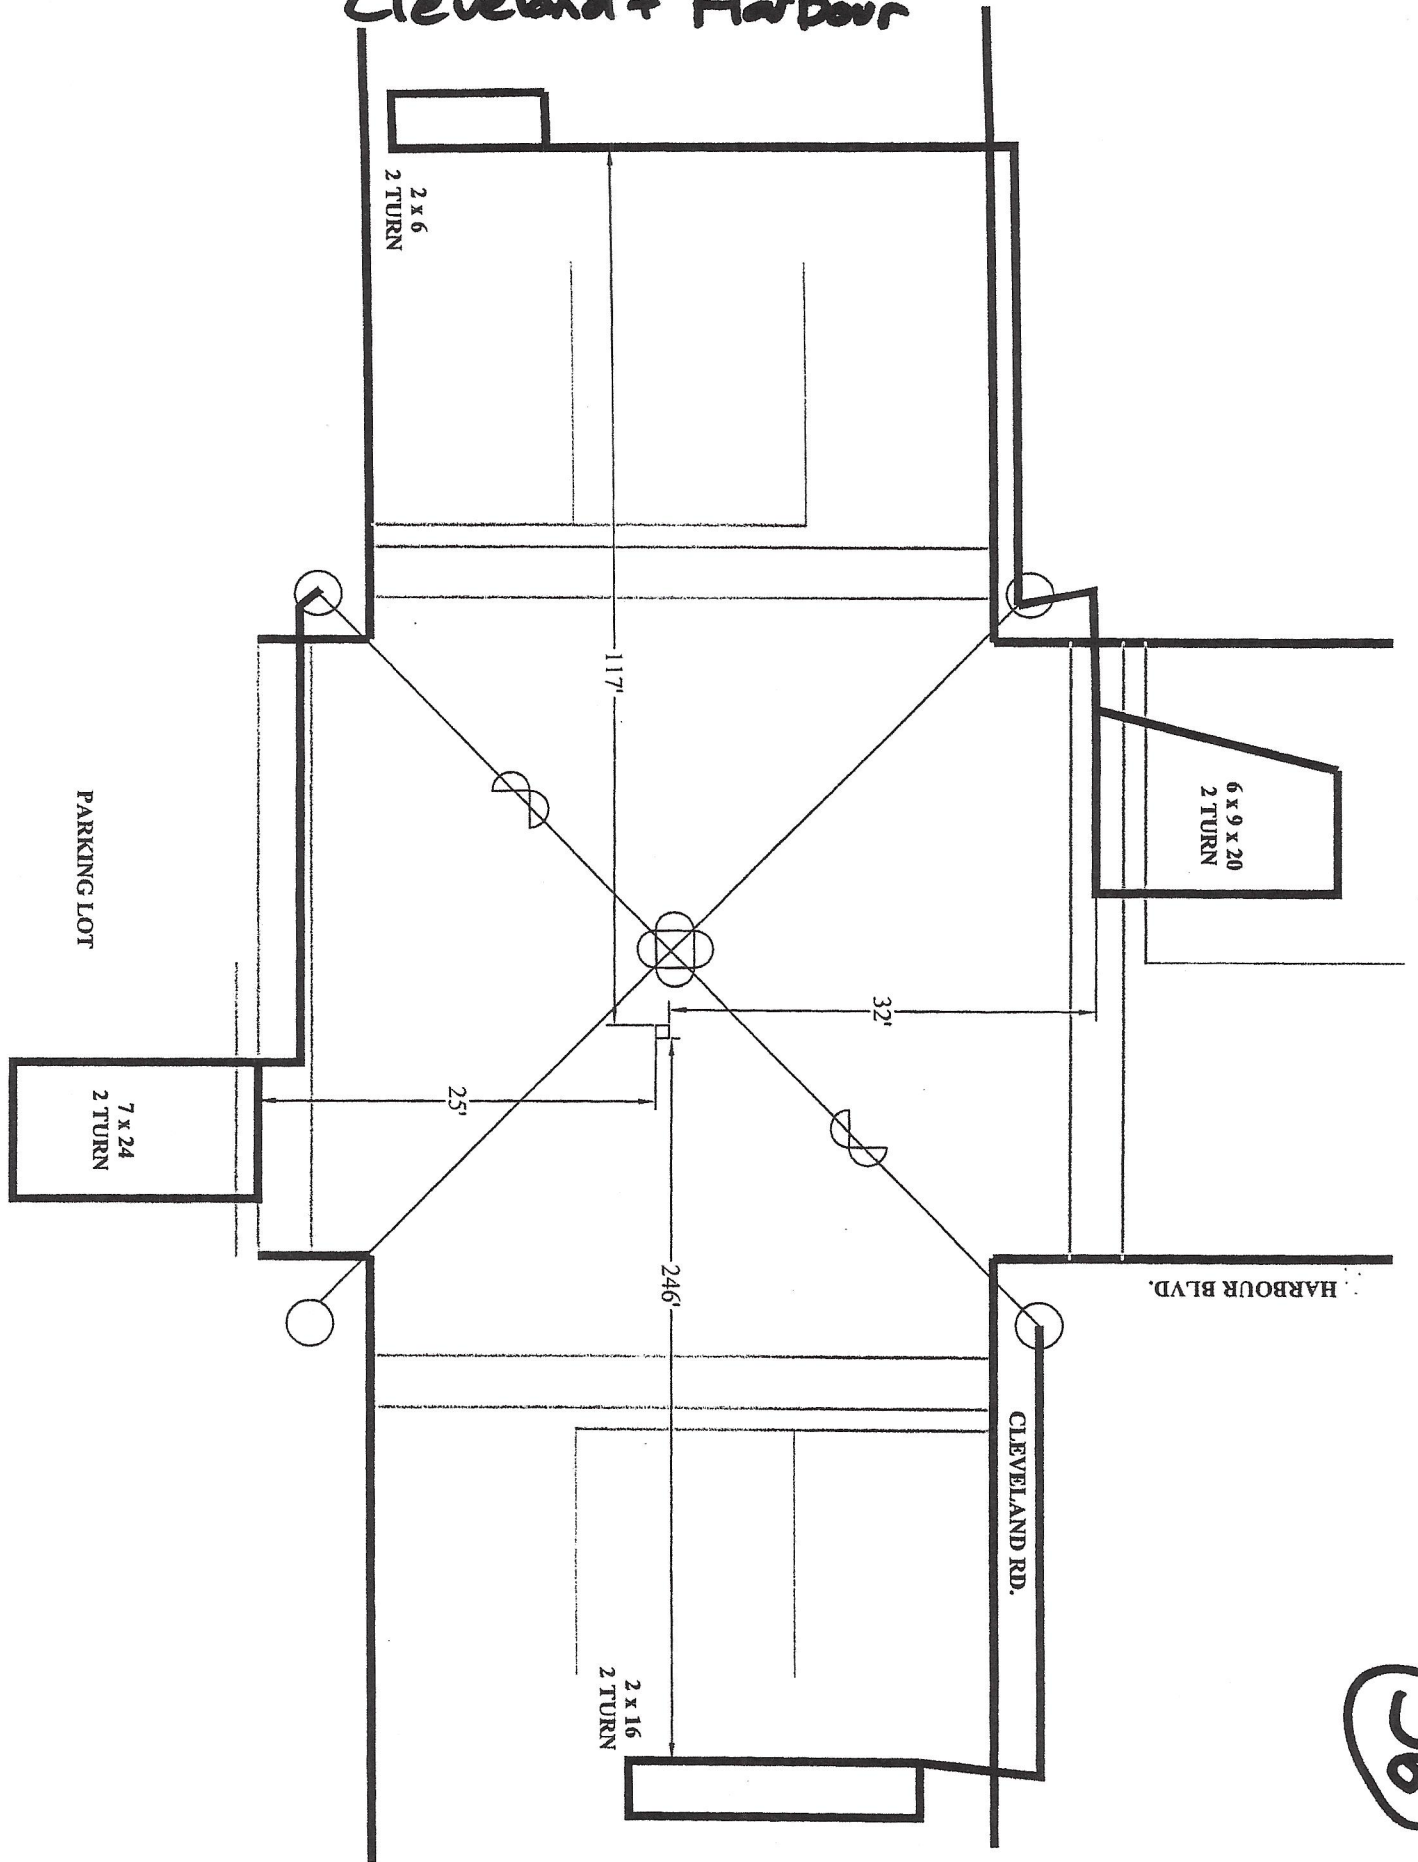 Cleveland + Harbour
2 x 6
2 TURN
117'
6 x 9 x 20
2 TURN
32'
PARKING LOT
25'
7 x 24
2 TURN
246'
HARBOUR BLVD.
CLEVELAND RD.
2 x 16
2 TURN